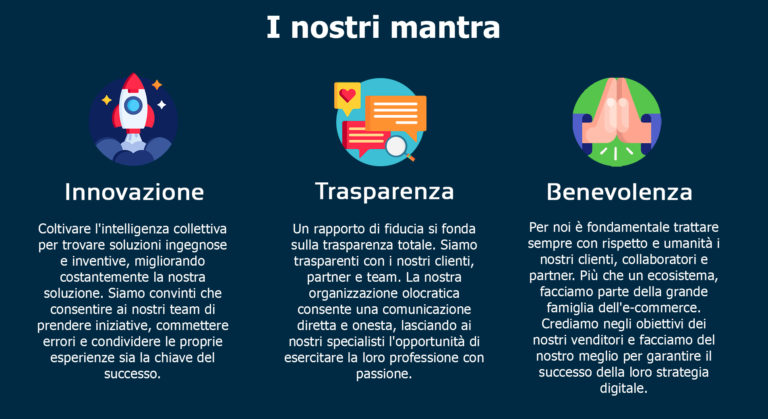 I nostri mantra
Innovazione
Coltivare l'intelligenza collettiva
per trovare soluzioni ingegnose
e inventive, migliorando
costantemente la nostra
soluzione. Siamo convinti che
consentire ai nostri team di
prendere iniziative, commettere
errori e condividere le proprie
esperienze sia la chiave del
successo.
Trasparenza
Un rapporto di fiducia si fonda
sulla trasparenza totale. Siamo
trasparenti con i nostri clienti,
partner e team. La nostra
organizzazione olocratica
consente una comunicazione
diretta e onesta, lasciando ai
nostri specialisti l'opportunità di
esercitare la loro professione con
passione.
Benevolenza
Per noi è fondamentale trattare
sempre con rispetto e umanità i
nostri clienti, collaboratori e
partner. Più che un ecosistema,
facciamo parte della grande
famiglia dell'e-commerce.
Crediamo negli obiettivi dei
nostri venditori e facciamo del
nostro meglio per garantire il
successo della loro strategia
digitale.